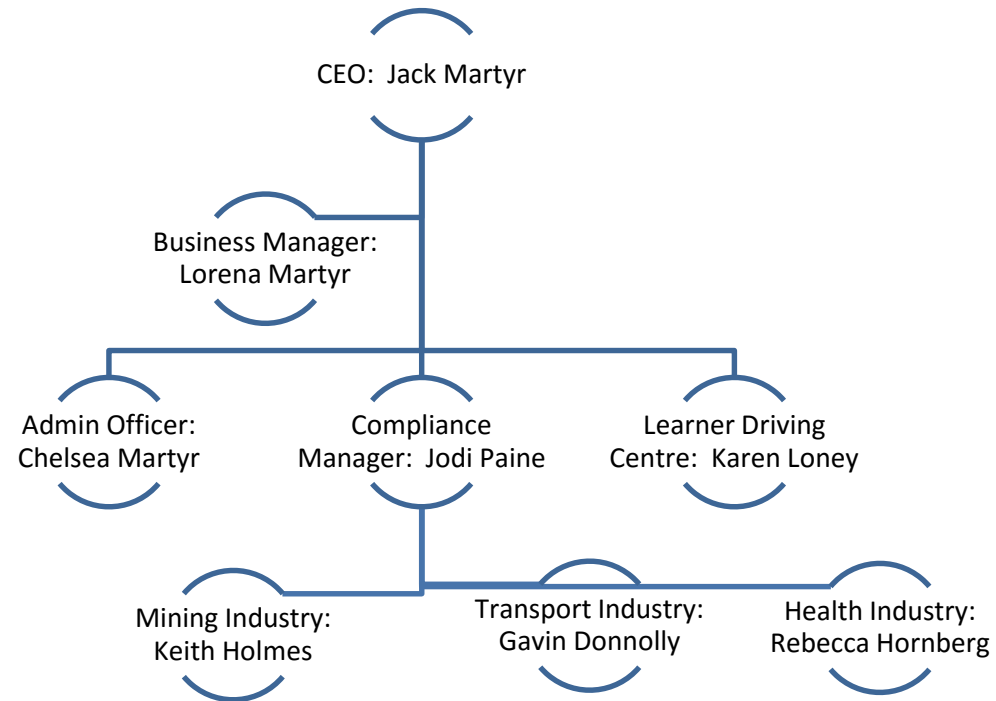 CEO:  Jack Martyr
Business Manager:
Lorena Martyr
Admin Officer:
Chelsea Martyr
Compliance
Manager:  Jodi Paine
Learner Driving
Centre:  Karen Loney
Mining Industry:
Keith Holmes
Transport Industry:
Gavin Donnolly
Health Industry:
Rebecca Hornberg